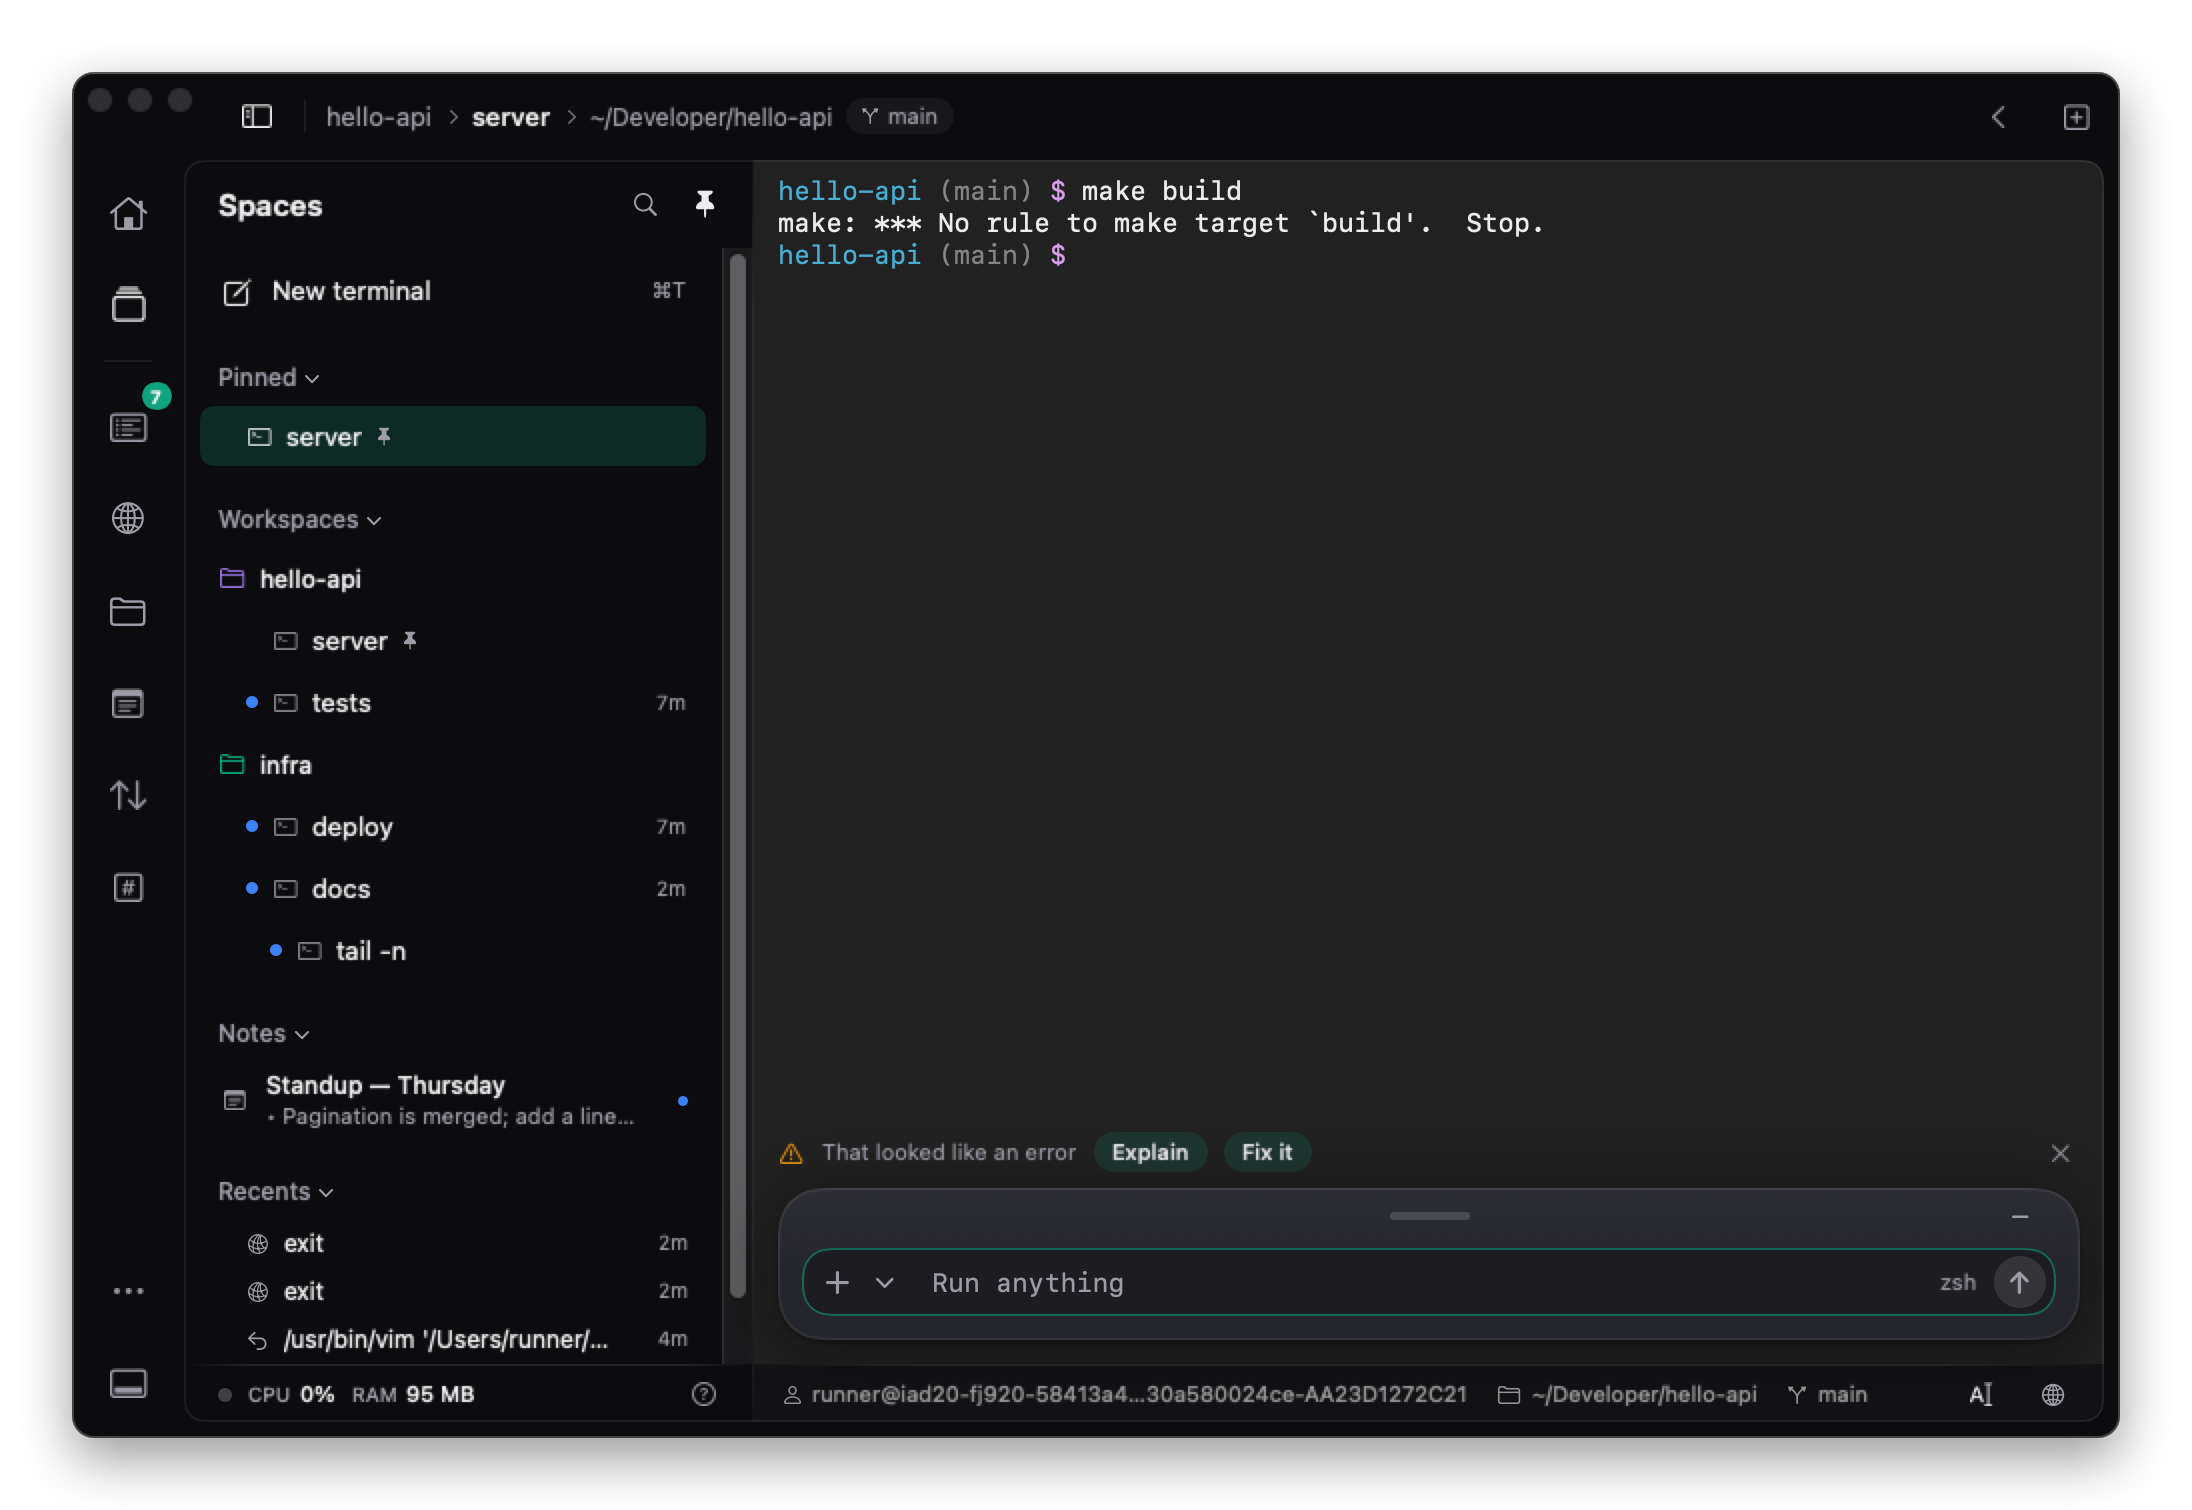 hello-api > server > ~/Developer/hello-api main
Spaces
New terminal ⌘T
Pinned
server
Workspaces
hello-api
server
tests 7m
infra
deploy 7m
docs 2m
tail -n
Notes
Standup — Thursday
• Pagination is merged; add a line...
Recents
exit 2m
exit 2m
/usr/bin/vim '/Users/runner/... 4m
CPU 0% RAM 95 MB
7
#
hello-api (main) $ make build
make: *** No rule to make target `build'.  Stop.
hello-api (main) $
That looked like an error Explain Fix it
Run anything zsh
runner@iad20-fj920-58413a4...30a580024ce-AA23D1272C21 ~/Developer/hello-api main A